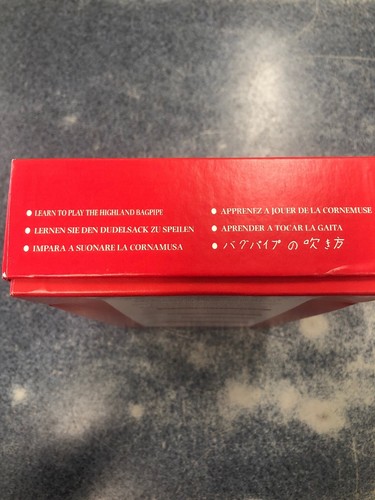 LEARN TO PLAY THE HIGHLAND BAGPIPE
LERNEN SIE DEN DUDELSACK ZU SPEILEN
IMPARA A SUONARE LA CORNAMUSA
APPRENEZ A JOUER DE LA CORNEMUSE
APRENDER A TOCAR LA GAITA
バグパイプの吹き方